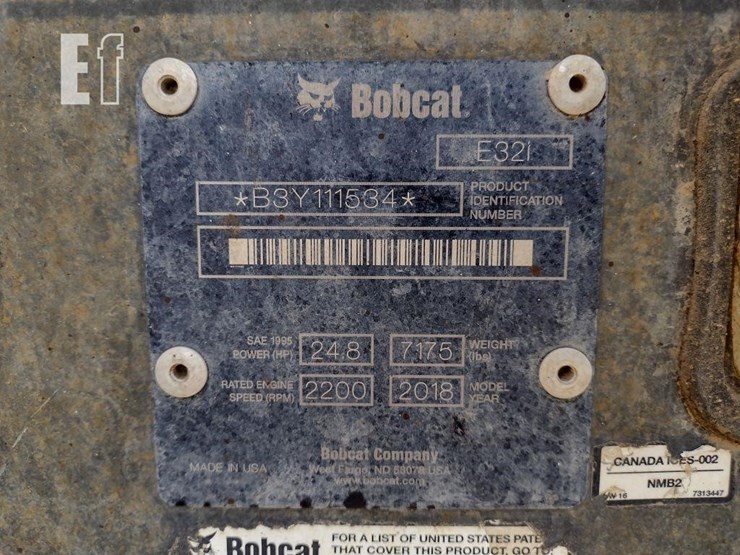 Ef
Bobcat
E32I
*B3Y111534*
PRODUCT
IDENTIFICATION
NUMBER
SAE 1995
POWER (HP)
24.8
7175
WEIGHT
(lbs)
RATED ENGINE
SPEED (RPM)
2200
2018
MODEL
YEAR
Bobcat Company
MADE IN USA
West Fargo, ND 58078 USA
www.bobcat.com
CANADA ICES-002
NMB2
W 16
7313447
Bobcat
FOR A LIST OF UNITED STATES PATE
THAT COVER THIS PRODUCT, GO T